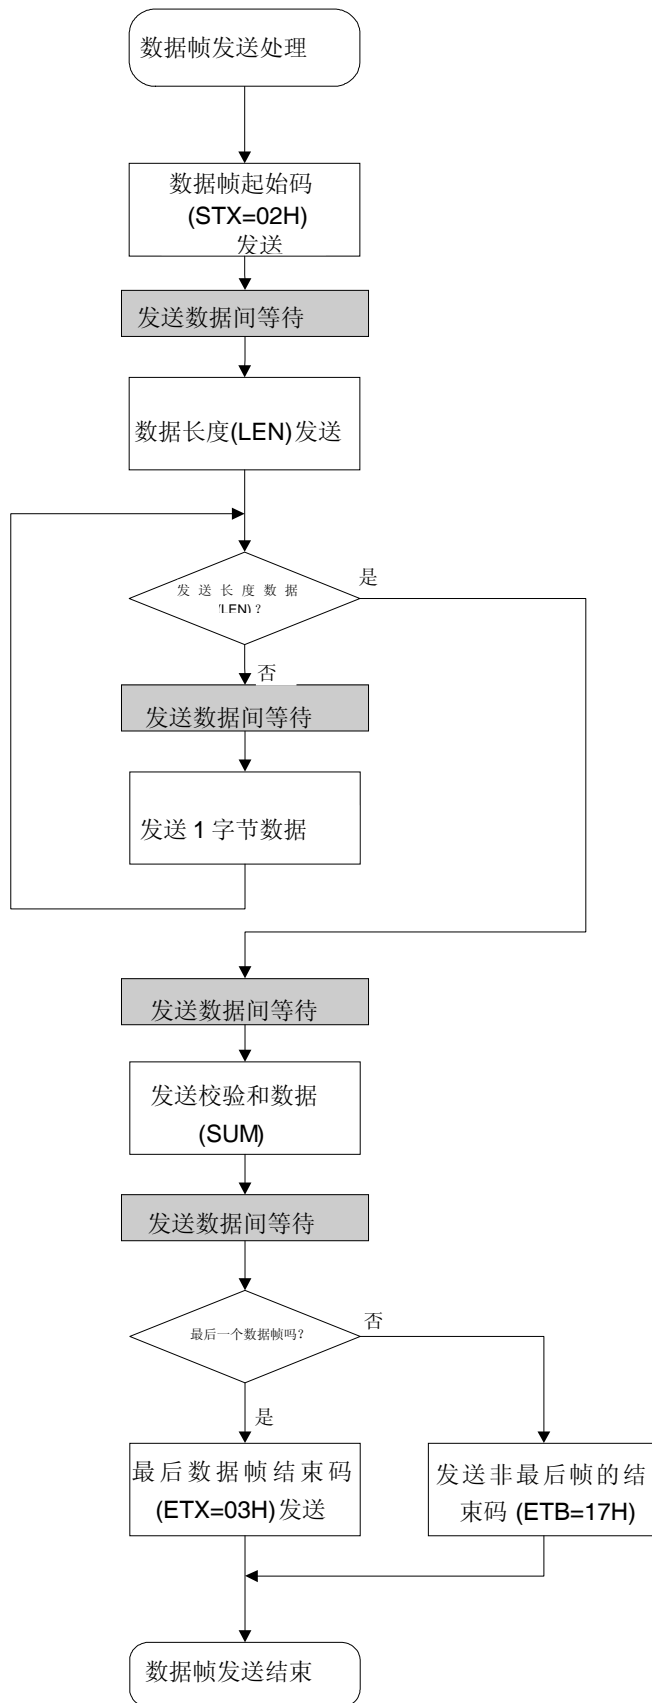 数据帧发送处理
数据帧起始码
(STX=02H)
发送
发送数据间等待
数据长度(LEN)发送
发送长度数据
(LEN)？
是
否
发送数据间等待
发送1字节数据
发送数据间等待
发送校验和数据
(SUM)
发送数据间等待
最后一个数据帧吗？
否
是
最后数据帧结束码
(ETX=03H)发送
发送非最后帧的结
束码 (ETB=17H)
数据帧发送结束